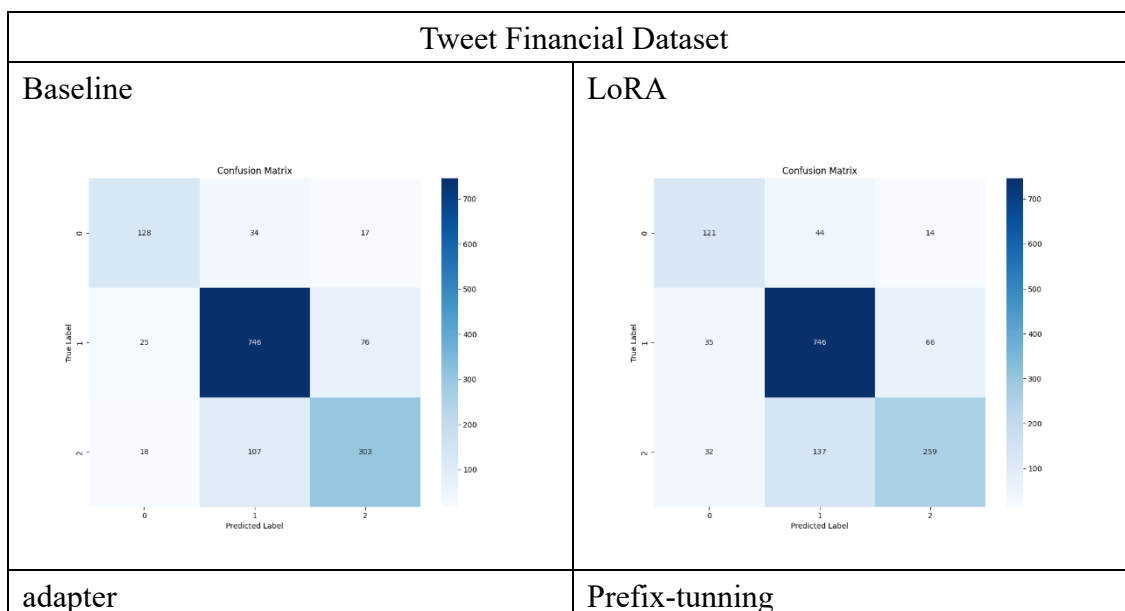 Tweet Financial Dataset
Baseline
LoRA
Confusion Matrix
128 34 17
25 746 76
18 107 303
0
1
2
True Label
0 1 2
Predicted Label
700
600
500
400
300
200
100
Confusion Matrix
121 44 14
35 746 66
32 137 259
0
1
2
True Label
0 1 2
Predicted Label
700
600
500
400
300
200
100
adapter
Prefix-tunning